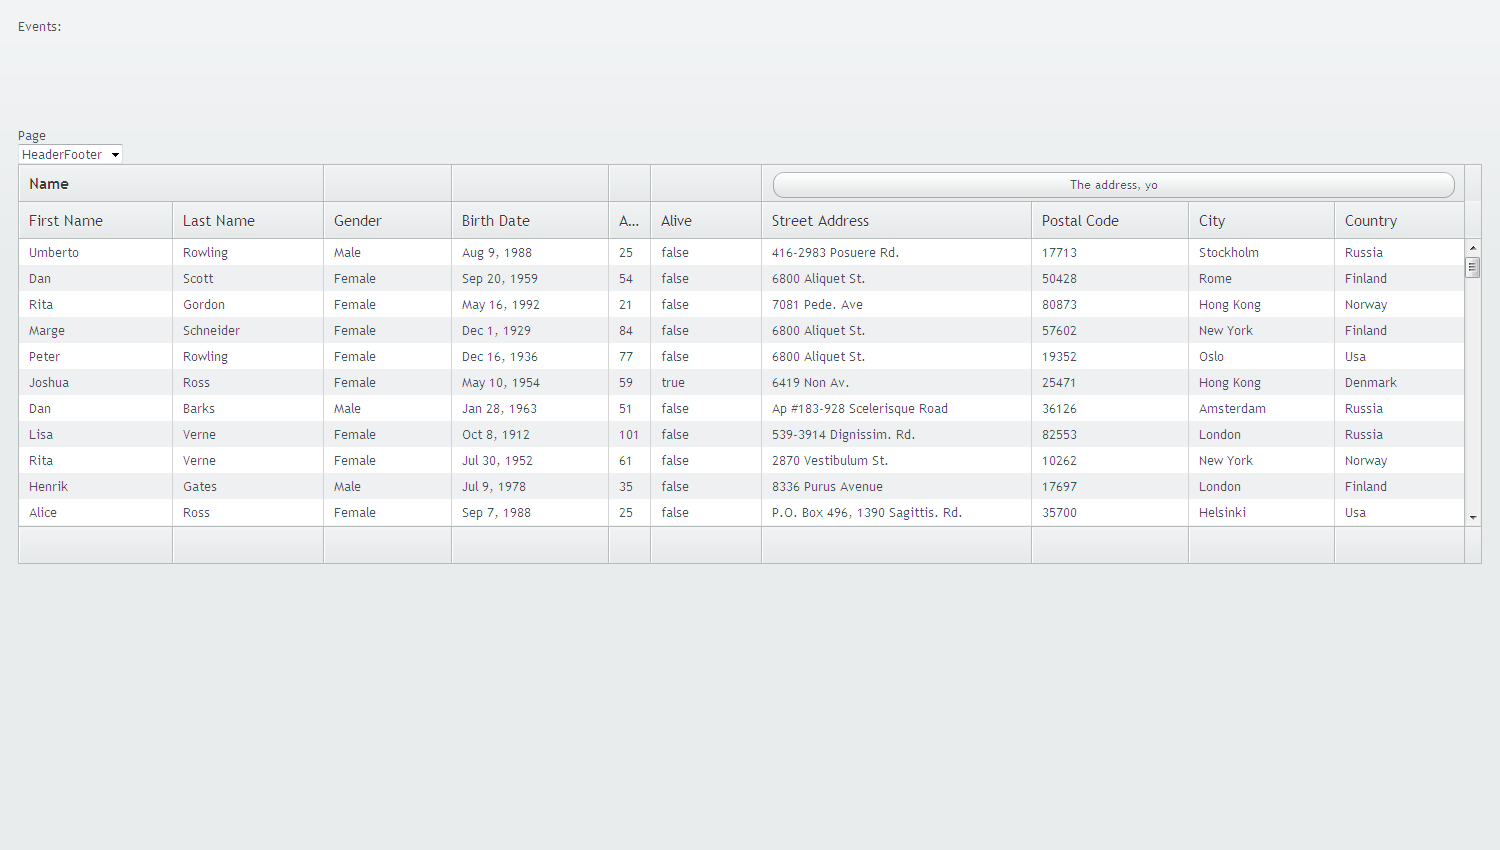 Events:
Page
HeaderFooter
Name The address, yo
First Name Last Name Gender Birth Date A... Alive Street Address Postal Code City Country
Umberto Rowling Male Aug 9, 1988 25 false 416-2983 Posuere Rd. 17713 Stockholm Russia
Dan Scott Female Sep 20, 1959 54 false 6800 Aliquet St. 50428 Rome Finland
Rita Gordon Female May 16, 1992 21 false 7081 Pede. Ave 80873 Hong Kong Norway
Marge Schneider Female Dec 1, 1929 84 false 6800 Aliquet St. 57602 New York Finland
Peter Rowling Female Dec 16, 1936 77 false 6800 Aliquet St. 19352 Oslo Usa
Joshua Ross Female May 10, 1954 59 true 6419 Non Av. 25471 Hong Kong Denmark
Dan Barks Male Jan 28, 1963 51 false Ap #183-928 Scelerisque Road 36126 Amsterdam Russia
Lisa Verne Female Oct 8, 1912 101 false 539-3914 Dignissim. Rd. 82553 London Russia
Rita Verne Female Jul 30, 1952 61 false 2870 Vestibulum St. 10262 New York Norway
Henrik Gates Male Jul 9, 1978 35 false 8336 Purus Avenue 17697 London Finland
Alice Ross Female Sep 7, 1988 25 false P.O. Box 496, 1390 Sagittis. Rd. 35700 Helsinki Usa